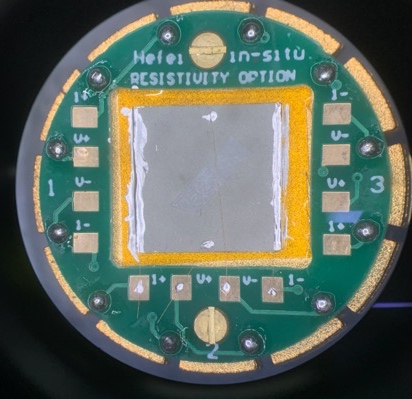 Hefei in-situ
RESISTIVITY OPTION
I+
V+
V-
I-
1
I-
V-
V+
I+
3
I+ V+ V- I-
2